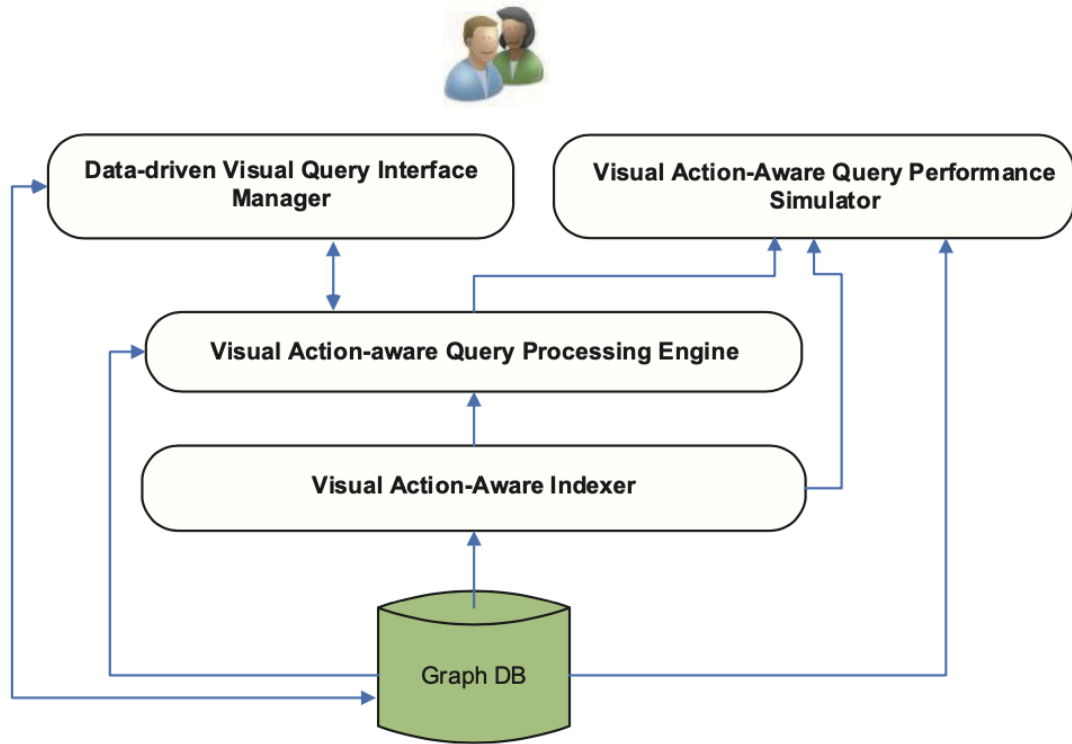 Data-driven Visual Query Interface
Manager
Visual Action-Aware Query Performance
Simulator
Visual Action-aware Query Processing Engine
Visual Action-Aware Indexer
Graph DB